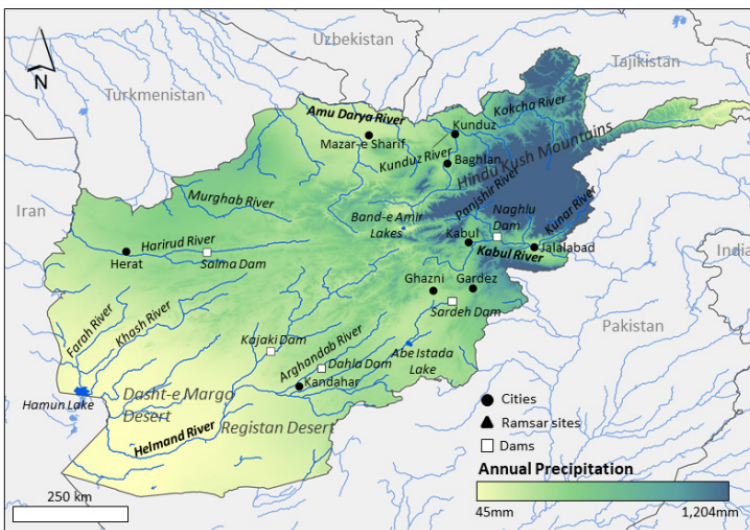 Uzbekistan
Tajikistan
Turkmenistan
N
Amu Darya River
Kokcha River
Kunduz
Mazar-e Sharif
Kunduz River
Baghlan
Hindu Kush Mountains
Murghab River
Panjshir River
Iran
Band-e Amir
Lakes
Naghlu
Dam
Kunar River
Harirud River
Kabul
Kabul River
Jalalabad
India
Herat
Salma Dam
Ghazni
Gardez
Sardeh Dam
Farah River
Khash River
Pakistan
Kajaki Dam
Arghandab River
Abe Istada
Lake
Dahla Dam
Kandahar
Hamun Lake
Dasht-e Margo
Desert
Helmand River
Registan Desert
Cities
Ramsar sites
Dams
Annual Precipitation
250 km
45mm
1,204mm